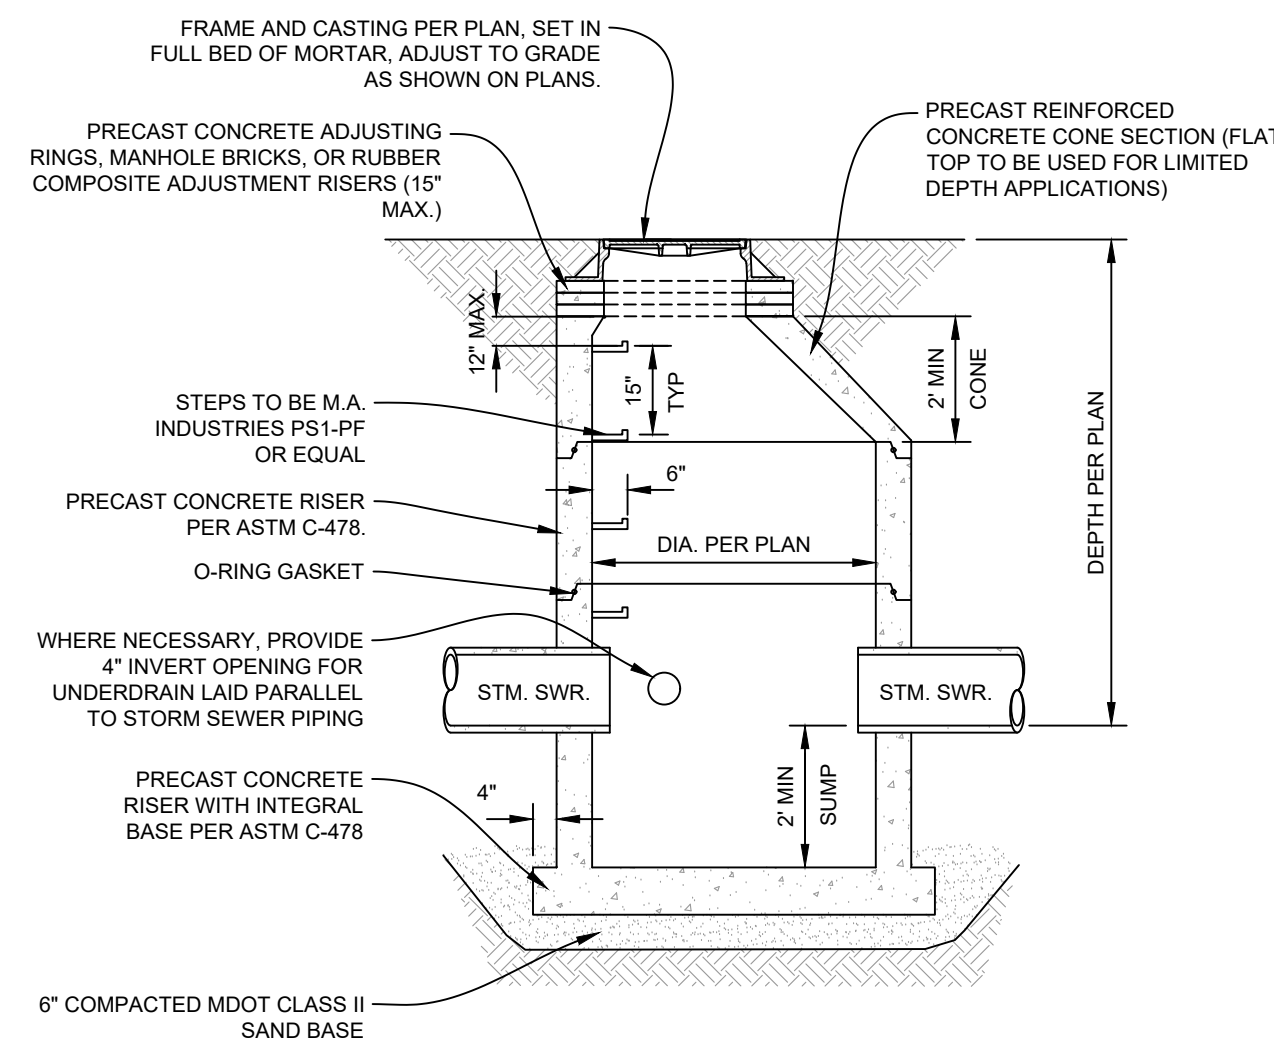 FRAME AND CASTING PER PLAN, SET IN
FULL BED OF MORTAR, ADJUST TO GRADE
AS SHOWN ON PLANS.
PRECAST REINFORCED
CONCRETE CONE SECTION (FLAT
TOP TO BE USED FOR LIMITED
DEPTH APPLICATIONS)
PRECAST CONCRETE ADJUSTING
RINGS, MANHOLE BRICKS, OR RUBBER
COMPOSITE ADJUSTMENT RISERS (15"
MAX.)
12" MAX.
15"
TYP
2' MIN
CONE
DEPTH PER PLAN
STEPS TO BE M.A.
INDUSTRIES PS1-PF
OR EQUAL
6"
PRECAST CONCRETE RISER
PER ASTM C-478.
DIA. PER PLAN
O-RING GASKET
WHERE NECESSARY, PROVIDE
4" INVERT OPENING FOR
UNDERDRAIN LAID PARALLEL
TO STORM SEWER PIPING
STM. SWR.
STM. SWR.
PRECAST CONCRETE
RISER WITH INTEGRAL
BASE PER ASTM C-478
4"
2' MIN
SUMP
6" COMPACTED MDOT CLASS II
SAND BASE